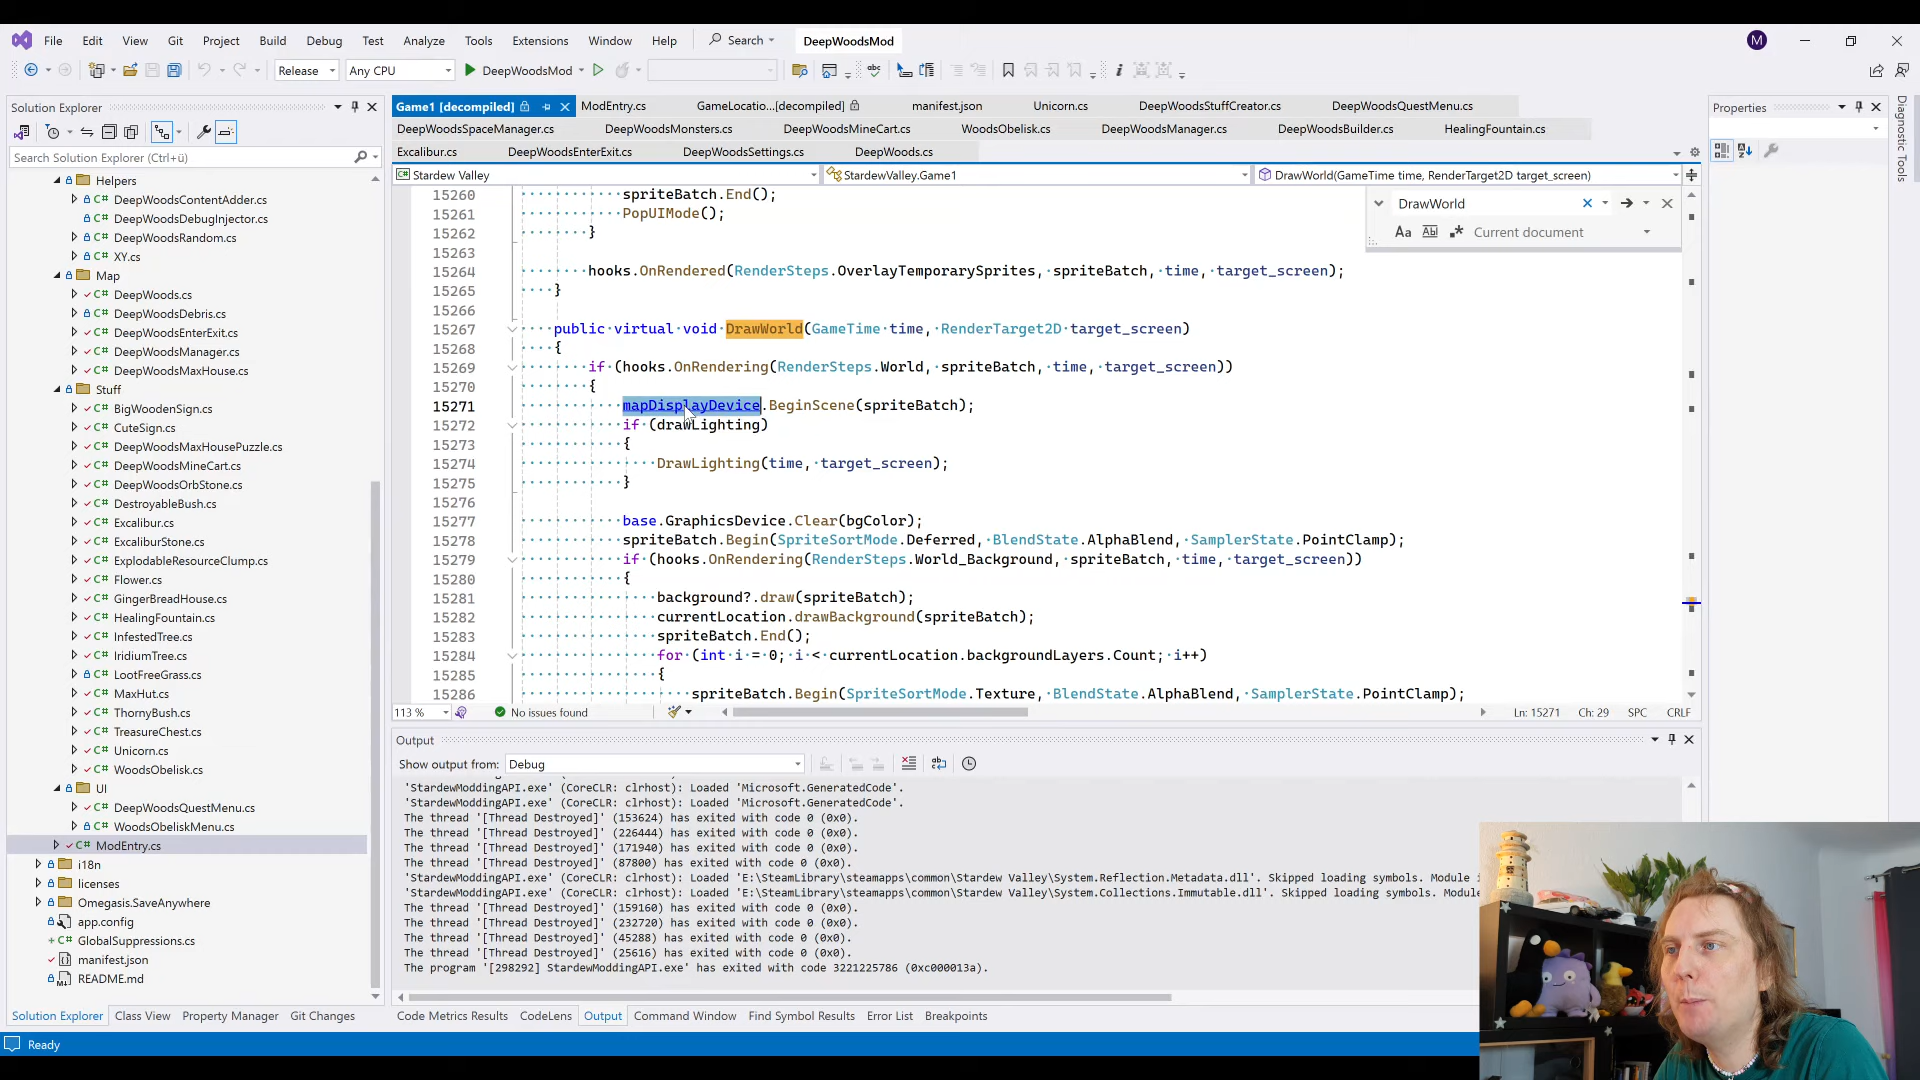 File Edit View Git Project Build Debug Test Analyze Tools Extensions Window Help Search DeepWoodsMod M
Release Any CPU DeepWoodsMod
Solution Explorer
Search Solution Explorer (Ctrl+ü)
Helpers
DeepWoodsContentAdder.cs
DeepWoodsDebugInjector.cs
DeepWoodsRandom.cs
XY.cs
Map
DeepWoods.cs
DeepWoodsDebris.cs
DeepWoodsEnterExit.cs
DeepWoodsManager.cs
DeepWoodsMaxHouse.cs
Stuff
BigWoodenSign.cs
CuteSign.cs
DeepWoodsMaxHousePuzzle.cs
DeepWoodsMineCart.cs
DeepWoodsOrbStone.cs
DestroyableBush.cs
Excalibur.cs
ExcaliburStone.cs
ExplodableResourceClump.cs
Flower.cs
GingerBreadHouse.cs
HealingFountain.cs
InfestedTree.cs
IridiumTree.cs
LootFreeGrass.cs
MaxHut.cs
ThornyBush.cs
TreasureChest.cs
Unicorn.cs
WoodsObelisk.cs
UI
DeepWoodsQuestMenu.cs
WoodsObeliskMenu.cs
ModEntry.cs
i18n
licenses
Omegasis.SaveAnywhere
app.config
GlobalSuppressions.cs
manifest.json
README.md
Solution Explorer Class View Property Manager Git Changes
Game1 [decompiled] ModEntry.cs GameLocatio...[decompiled] manifest.json Unicorn.cs DeepWoodsStuffCreator.cs DeepWoodsQuestMenu.cs
DeepWoodsSpaceManager.cs DeepWoodsMonsters.cs DeepWoodsMineCart.cs WoodsObelisk.cs DeepWoodsManager.cs DeepWoodsBuilder.cs HealingFountain.cs
Excalibur.cs DeepWoodsEnterExit.cs DeepWoodsSettings.cs DeepWoods.cs
Stardew Valley StardewValley.Game1 DrawWorld(GameTime time, RenderTarget2D target_screen)
DrawWorld
Aa Ab Current document
15260 spriteBatch.End();
15261 PopUIMode();
15262 }
15263
15264 hooks.OnRendered(RenderSteps.OverlayTemporarySprites, spriteBatch, time, target_screen);
15265 }
15266
15267 public virtual void DrawWorld(GameTime time, RenderTarget2D target_screen)
15268 {
15269 if (hooks.OnRendering(RenderSteps.World, spriteBatch, time, target_screen))
15270 {
15271 mapDisplayDevice.BeginScene(spriteBatch);
15272 if (drawLighting)
15273 {
15274 DrawLighting(time, target_screen);
15275 }
15276
15277 base.GraphicsDevice.Clear(bgColor);
15278 spriteBatch.Begin(SpriteSortMode.Deferred, BlendState.AlphaBlend, SamplerState.PointClamp);
15279 if (hooks.OnRendering(RenderSteps.World_Background, spriteBatch, time, target_screen))
15280 {
15281 background?.draw(spriteBatch);
15282 currentLocation.drawBackground(spriteBatch);
15283 spriteBatch.End();
15284 for (int i = 0; i < currentLocation.backgroundLayers.Count; i++)
15285 {
15286 spriteBatch.Begin(SpriteSortMode.Texture, BlendState.AlphaBlend, SamplerState.PointClamp);
113 % No issues found Ln: 15271 Ch: 29 SPC CRLF
Output
Show output from: Debug
'StardewModdingAPI.exe' (CoreCLR: clrhost): Loaded 'Microsoft.GeneratedCode'.
'StardewModdingAPI.exe' (CoreCLR: clrhost): Loaded 'Microsoft.GeneratedCode'.
The thread '[Thread Destroyed]' (153624) has exited with code 0 (0x0).
The thread '[Thread Destroyed]' (226444) has exited with code 0 (0x0).
The thread '[Thread Destroyed]' (171940) has exited with code 0 (0x0).
The thread '[Thread Destroyed]' (87800) has exited with code 0 (0x0).
'StardewModdingAPI.exe' (CoreCLR: clrhost): Loaded 'E:\SteamLibrary\steamapps\common\Stardew Valley\System.Reflection.Metadata.dll'. Skipped loading symbols. Module i
'StardewModdingAPI.exe' (CoreCLR: clrhost): Loaded 'E:\SteamLibrary\steamapps\common\Stardew Valley\System.Collections.Immutable.dll'. Skipped loading symbols. Module
The thread '[Thread Destroyed]' (159160) has exited with code 0 (0x0).
The thread '[Thread Destroyed]' (232720) has exited with code 0 (0x0).
The thread '[Thread Destroyed]' (45288) has exited with code 0 (0x0).
The thread '[Thread Destroyed]' (25616) has exited with code 0 (0x0).
The program '[298292] StardewModdingAPI.exe' has exited with code 3221225786 (0xc000013a).
Code Metrics Results CodeLens Output Command Window Find Symbol Results Error List Breakpoints
Properties
Diagnostic Tools
Ready